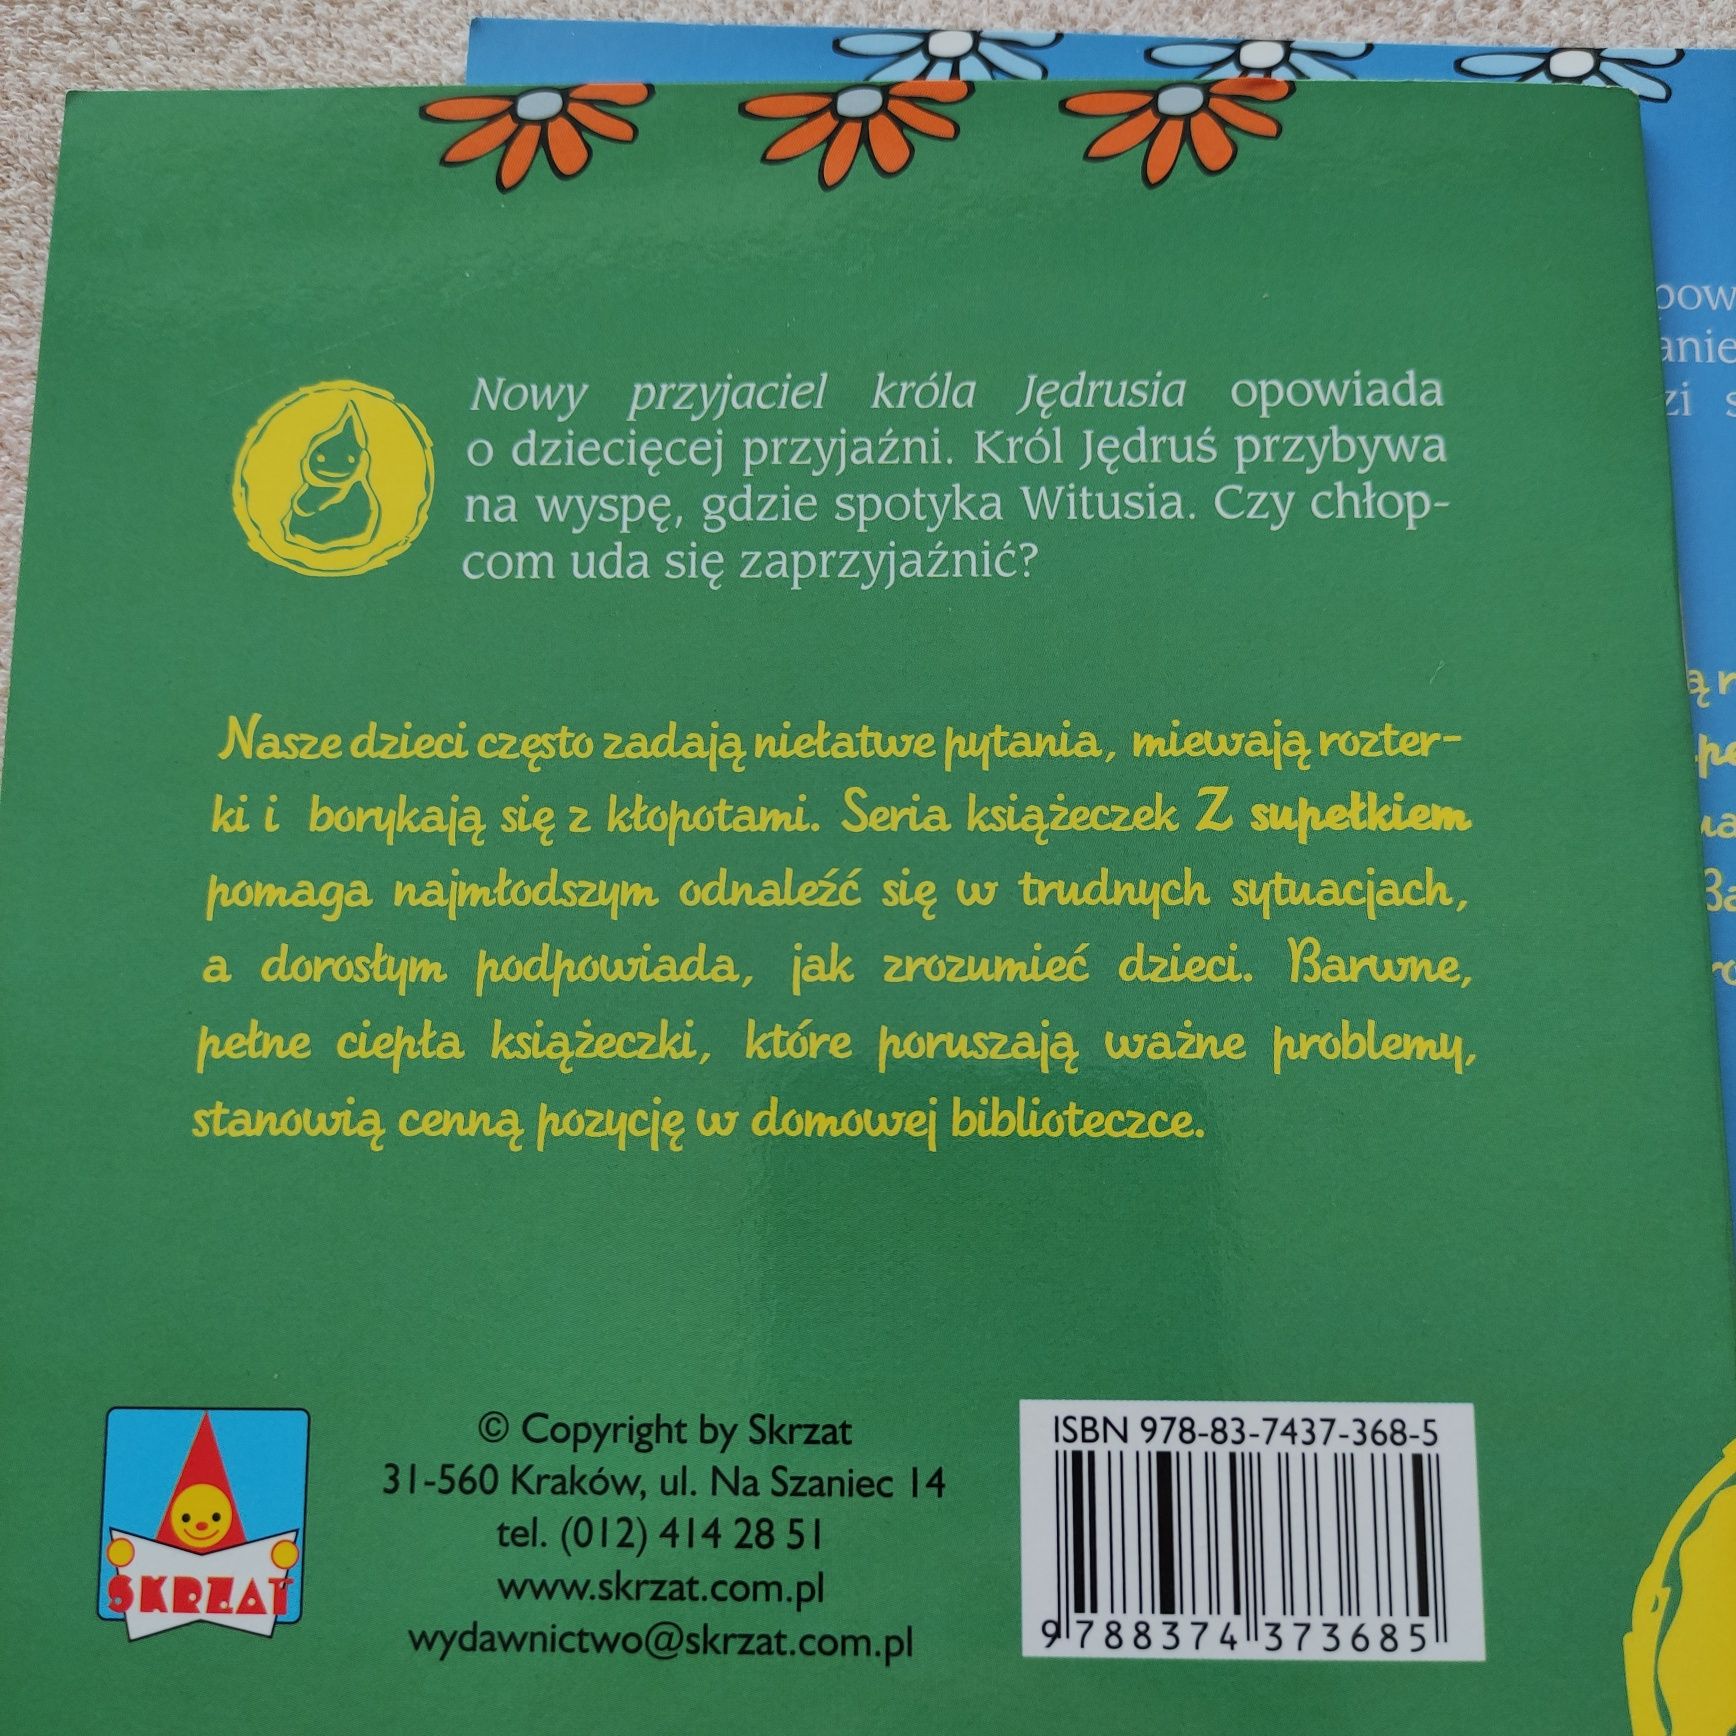 Nowy przyjaciel króla Jędrusia opowiada
o dziecięcej przyjaźni. Król Jędruś przybywa
na wyspę, gdzie spotyka Witusia. Czy chłop-
com uda się zaprzyjaźnić?
Nasze dzieci często zadają niełatwe pytania, miewają rozter-
ki i borykają się z kłopotami. Seria książeczek Z supełkiem
pomaga najmłodszym odnaleźć się w trudnych sytuacjach,
a dorosłym podpowiada, jak zrozumieć dzieci. Barwne,
pełne ciepła książeczki, które poruszają ważne problemy,
stanowią cenną pozycję w domowej biblioteczce.
SKRZAT
© Copyright by Skrzat
31-560 Kraków, ul. Na Szaniec 14
tel. (012) 414 28 51
www.skrzat.com.pl
wydawnictwo@skrzat.com.pl
ISBN 978-83-7437-368-5
9 788374 373685